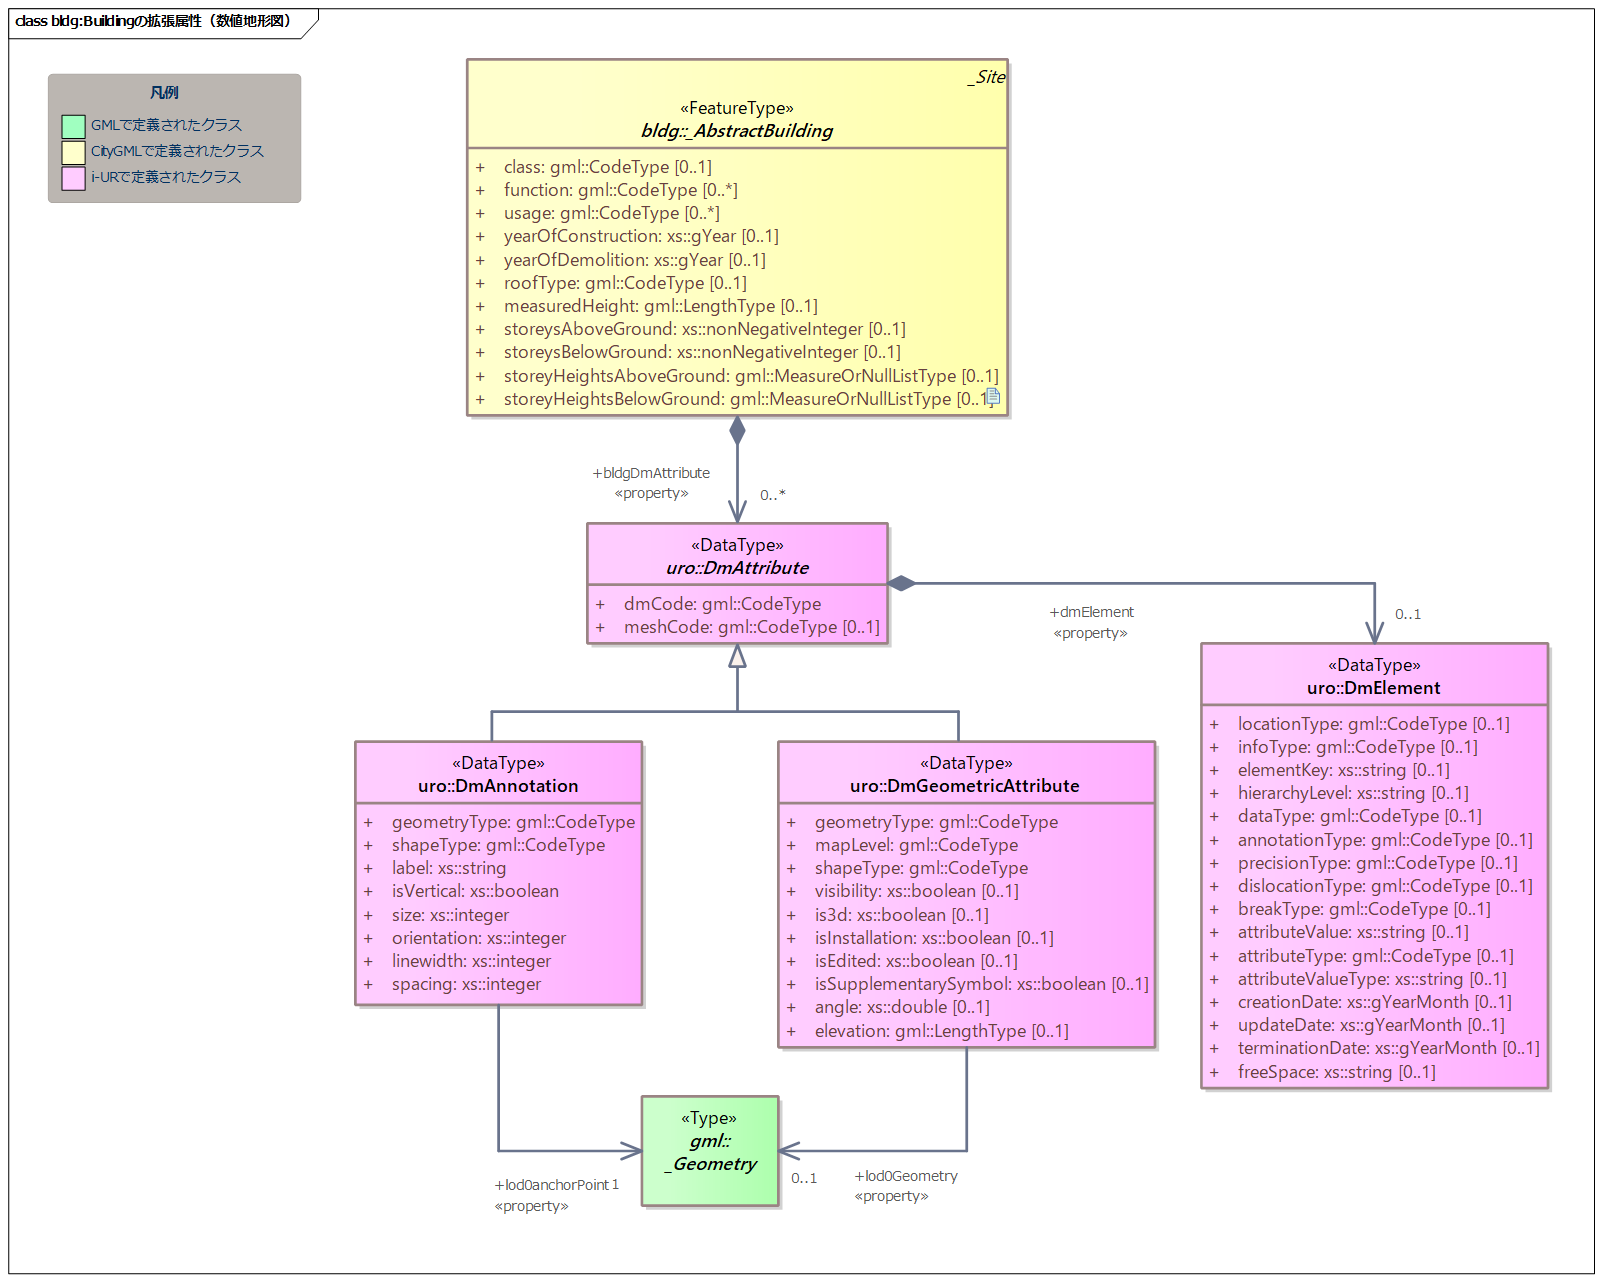 class bldg:Buildingの拡張属性（数値地形図）
凡例
GMLで定義されたクラス
CityGMLで定義されたクラス
i-URで定義されたクラス
_Site
«FeatureType»
bldg::_AbstractBuilding
+ class: gml::CodeType [0..1]
+ function: gml::CodeType [0..*]
+ usage: gml::CodeType [0..*]
+ yearOfConstruction: xs::gYear [0..1]
+ yearOfDemolition: xs::gYear [0..1]
+ roofType: gml::CodeType [0..1]
+ measuredHeight: gml::LengthType [0..1]
+ storeysAboveGround: xs::nonNegativeInteger [0..1]
+ storeysBelowGround: xs::nonNegativeInteger [0..1]
+ storeyHeightsAboveGround: gml::MeasureOrNullListType [0..1]
+ storeyHeightsBelowGround: gml::MeasureOrNullListType [0..1]
+bldgDmAttribute
«property»
0..*
«DataType»
uro::DmAttribute
+ dmCode: gml::CodeType
+ meshCode: gml::CodeType [0..1]
+dmElement
«property»
0..1
«DataType»
uro::DmElement
+ locationType: gml::CodeType [0..1]
+ infoType: gml::CodeType [0..1]
+ elementKey: xs::string [0..1]
+ hierarchyLevel: xs::string [0..1]
+ dataType: gml::CodeType [0..1]
+ annotationType: gml::CodeType [0..1]
+ precisionType: gml::CodeType [0..1]
+ dislocationType: gml::CodeType [0..1]
+ breakType: gml::CodeType [0..1]
+ attributeValue: xs::string [0..1]
+ attributeType: gml::CodeType [0..1]
+ attributeValueType: xs::string [0..1]
+ creationDate: xs::gYearMonth [0..1]
+ updateDate: xs::gYearMonth [0..1]
+ terminationDate: xs::gYearMonth [0..1]
+ freeSpace: xs::string [0..1]
«DataType»
uro::DmAnnotation
+ geometryType: gml::CodeType
+ shapeType: gml::CodeType
+ label: xs::string
+ isVertical: xs::boolean
+ size: xs::integer
+ orientation: xs::integer
+ linewidth: xs::integer
+ spacing: xs::integer
«DataType»
uro::DmGeometricAttribute
+ geometryType: gml::CodeType
+ mapLevel: gml::CodeType
+ shapeType: gml::CodeType
+ visibility: xs::boolean [0..1]
+ is3d: xs::boolean [0..1]
+ isInstallation: xs::boolean [0..1]
+ isEdited: xs::boolean [0..1]
+ isSupplementarySymbol: xs::boolean [0..1]
+ angle: xs::double [0..1]
+ elevation: gml::LengthType [0..1]
«Type»
gml::
_Geometry
+lod0anchorPoint 1
«property»
0..1
+lod0Geometry
«property»